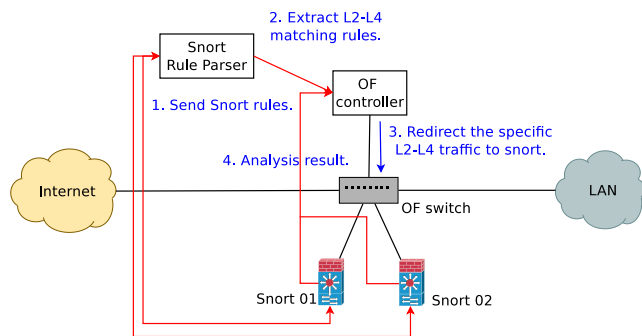 2. Extract L2-L4
matching rules.
Snort
Rule Parser
OF
controller
1. Send Snort rules.
3. Redirect the specific
L2-L4 traffic to snort.
4. Analysis result.
Internet
LAN
OF switch
Snort 01
Snort 02